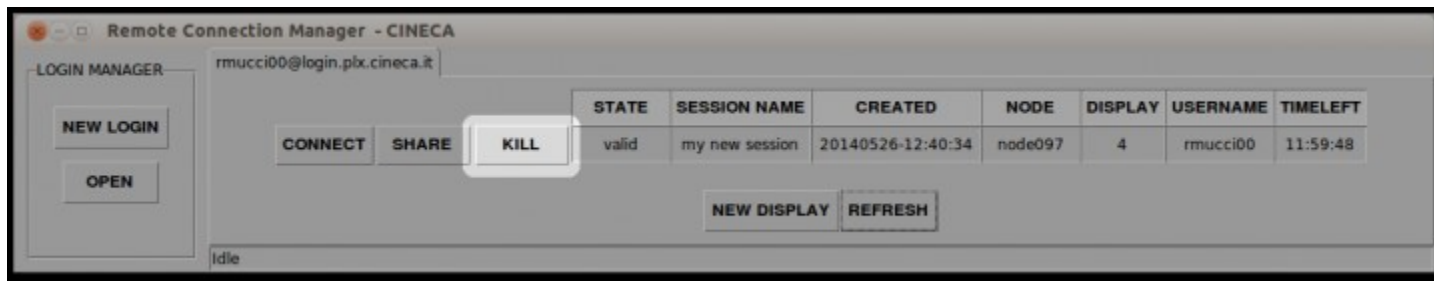 Remote Connection Manager - CINECA
LOGIN MANAGER
NEW LOGIN
OPEN
rmucci00@login.plx.cineca.it
STATE SESSION NAME CREATED NODE DISPLAY USERNAME TIMELEFT
CONNECT SHARE KILL valid my new session 20140526-12:40:34 node097 4 rmucci00 11:59:48
NEW DISPLAY REFRESH
Idle